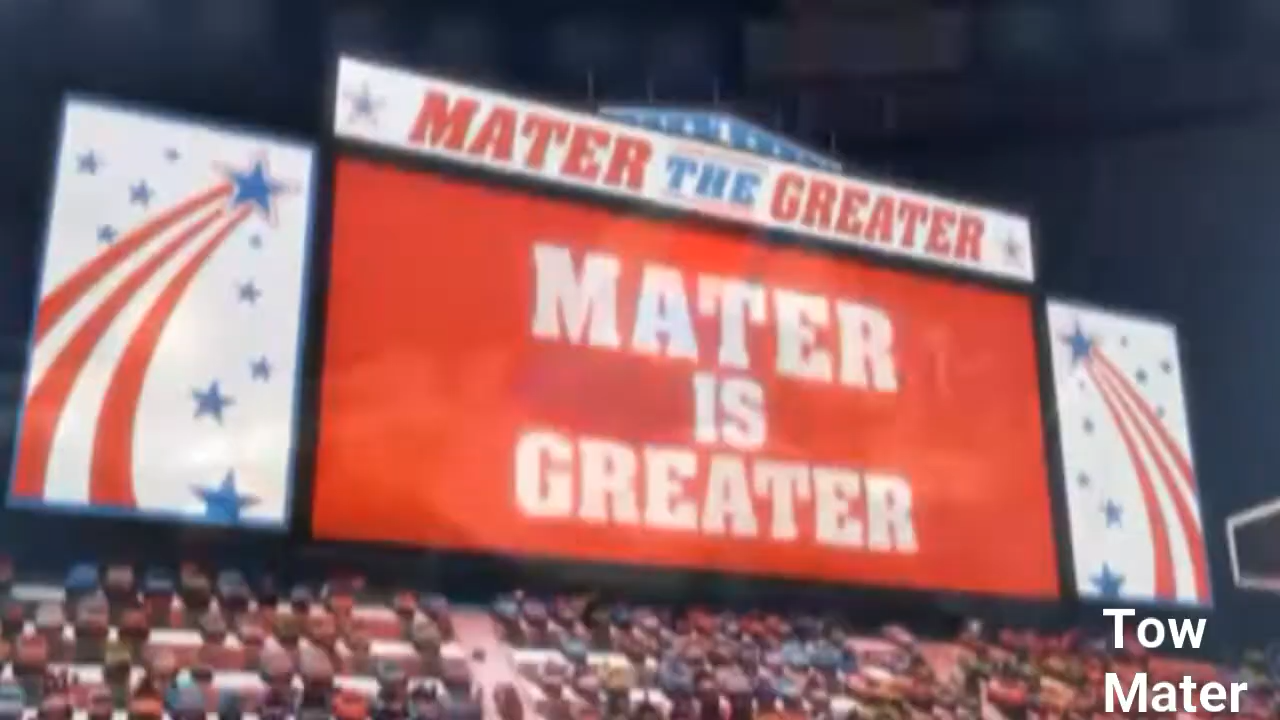 MATER THE GREATER
MATER
IS
GREATER
Tow
Mater